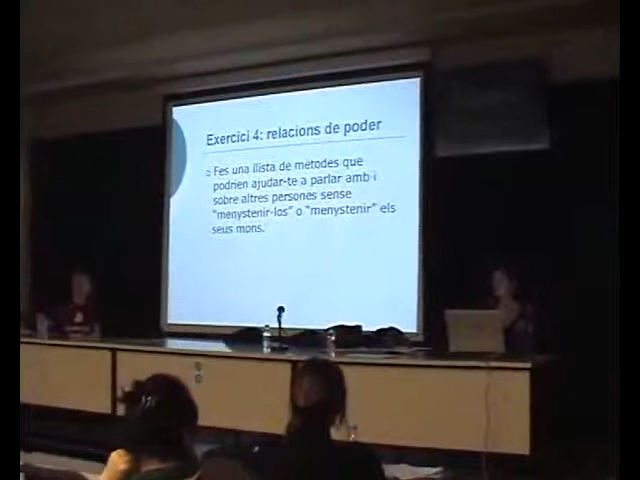 Exercici 4: relacions de poder
Fes una llista de mètodes que
podrien ajudar-te a parlar amb i
sobre altres persones sense
"menystenir-los" o "menystenir" els
seus mons.